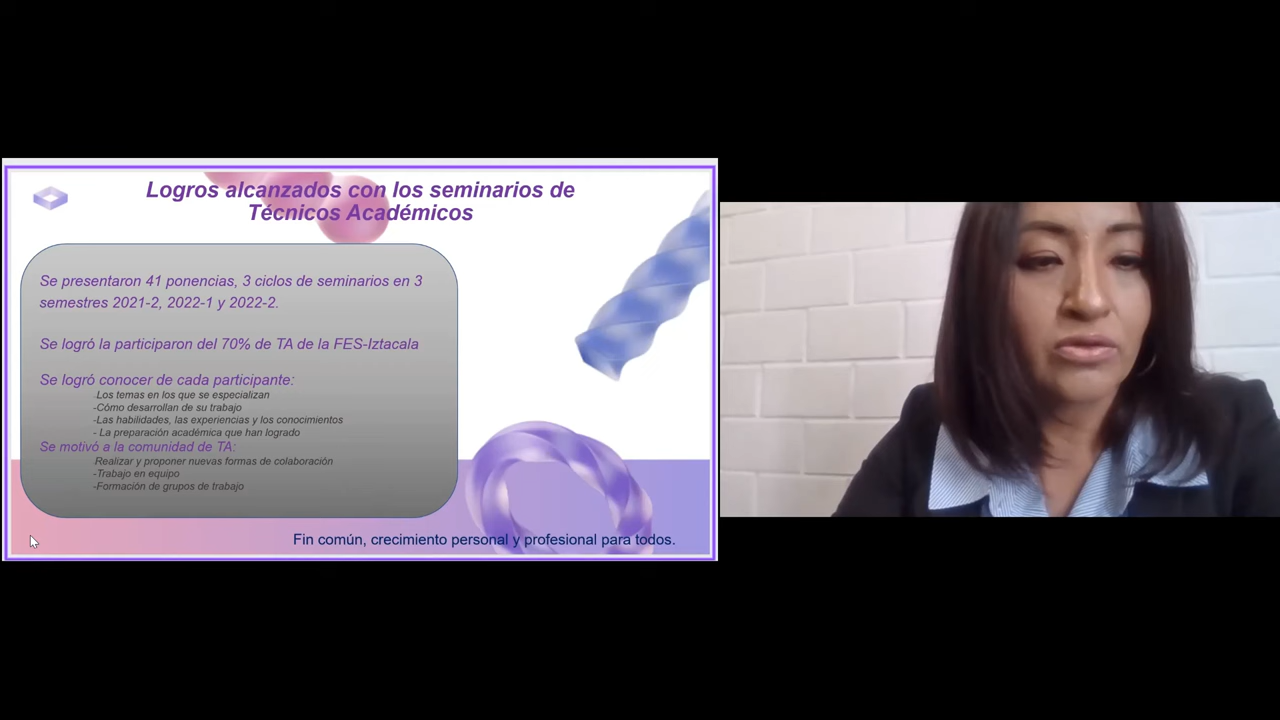 Logros alcanzados con los seminarios de
Técnicos Académicos
Se presentaron 41 ponencias, 3 ciclos de seminarios en 3
semestres 2021-2, 2022-1 y 2022-2.
Se logró la participaron del 70% de TA de la FES-Iztacala
Se logró conocer de cada participante:
-Los temas en los que se especializan
-Cómo desarrollan de su trabajo
-Las habilidades, las experiencias y los conocimientos
- La preparación académica que han logrado
Se motivó a la comunidad de TA:
-Realizar y proponer nuevas formas de colaboración
-Trabajo en equipo
-Formación de grupos de trabajo
Fin común, crecimiento personal y profesional para todos.